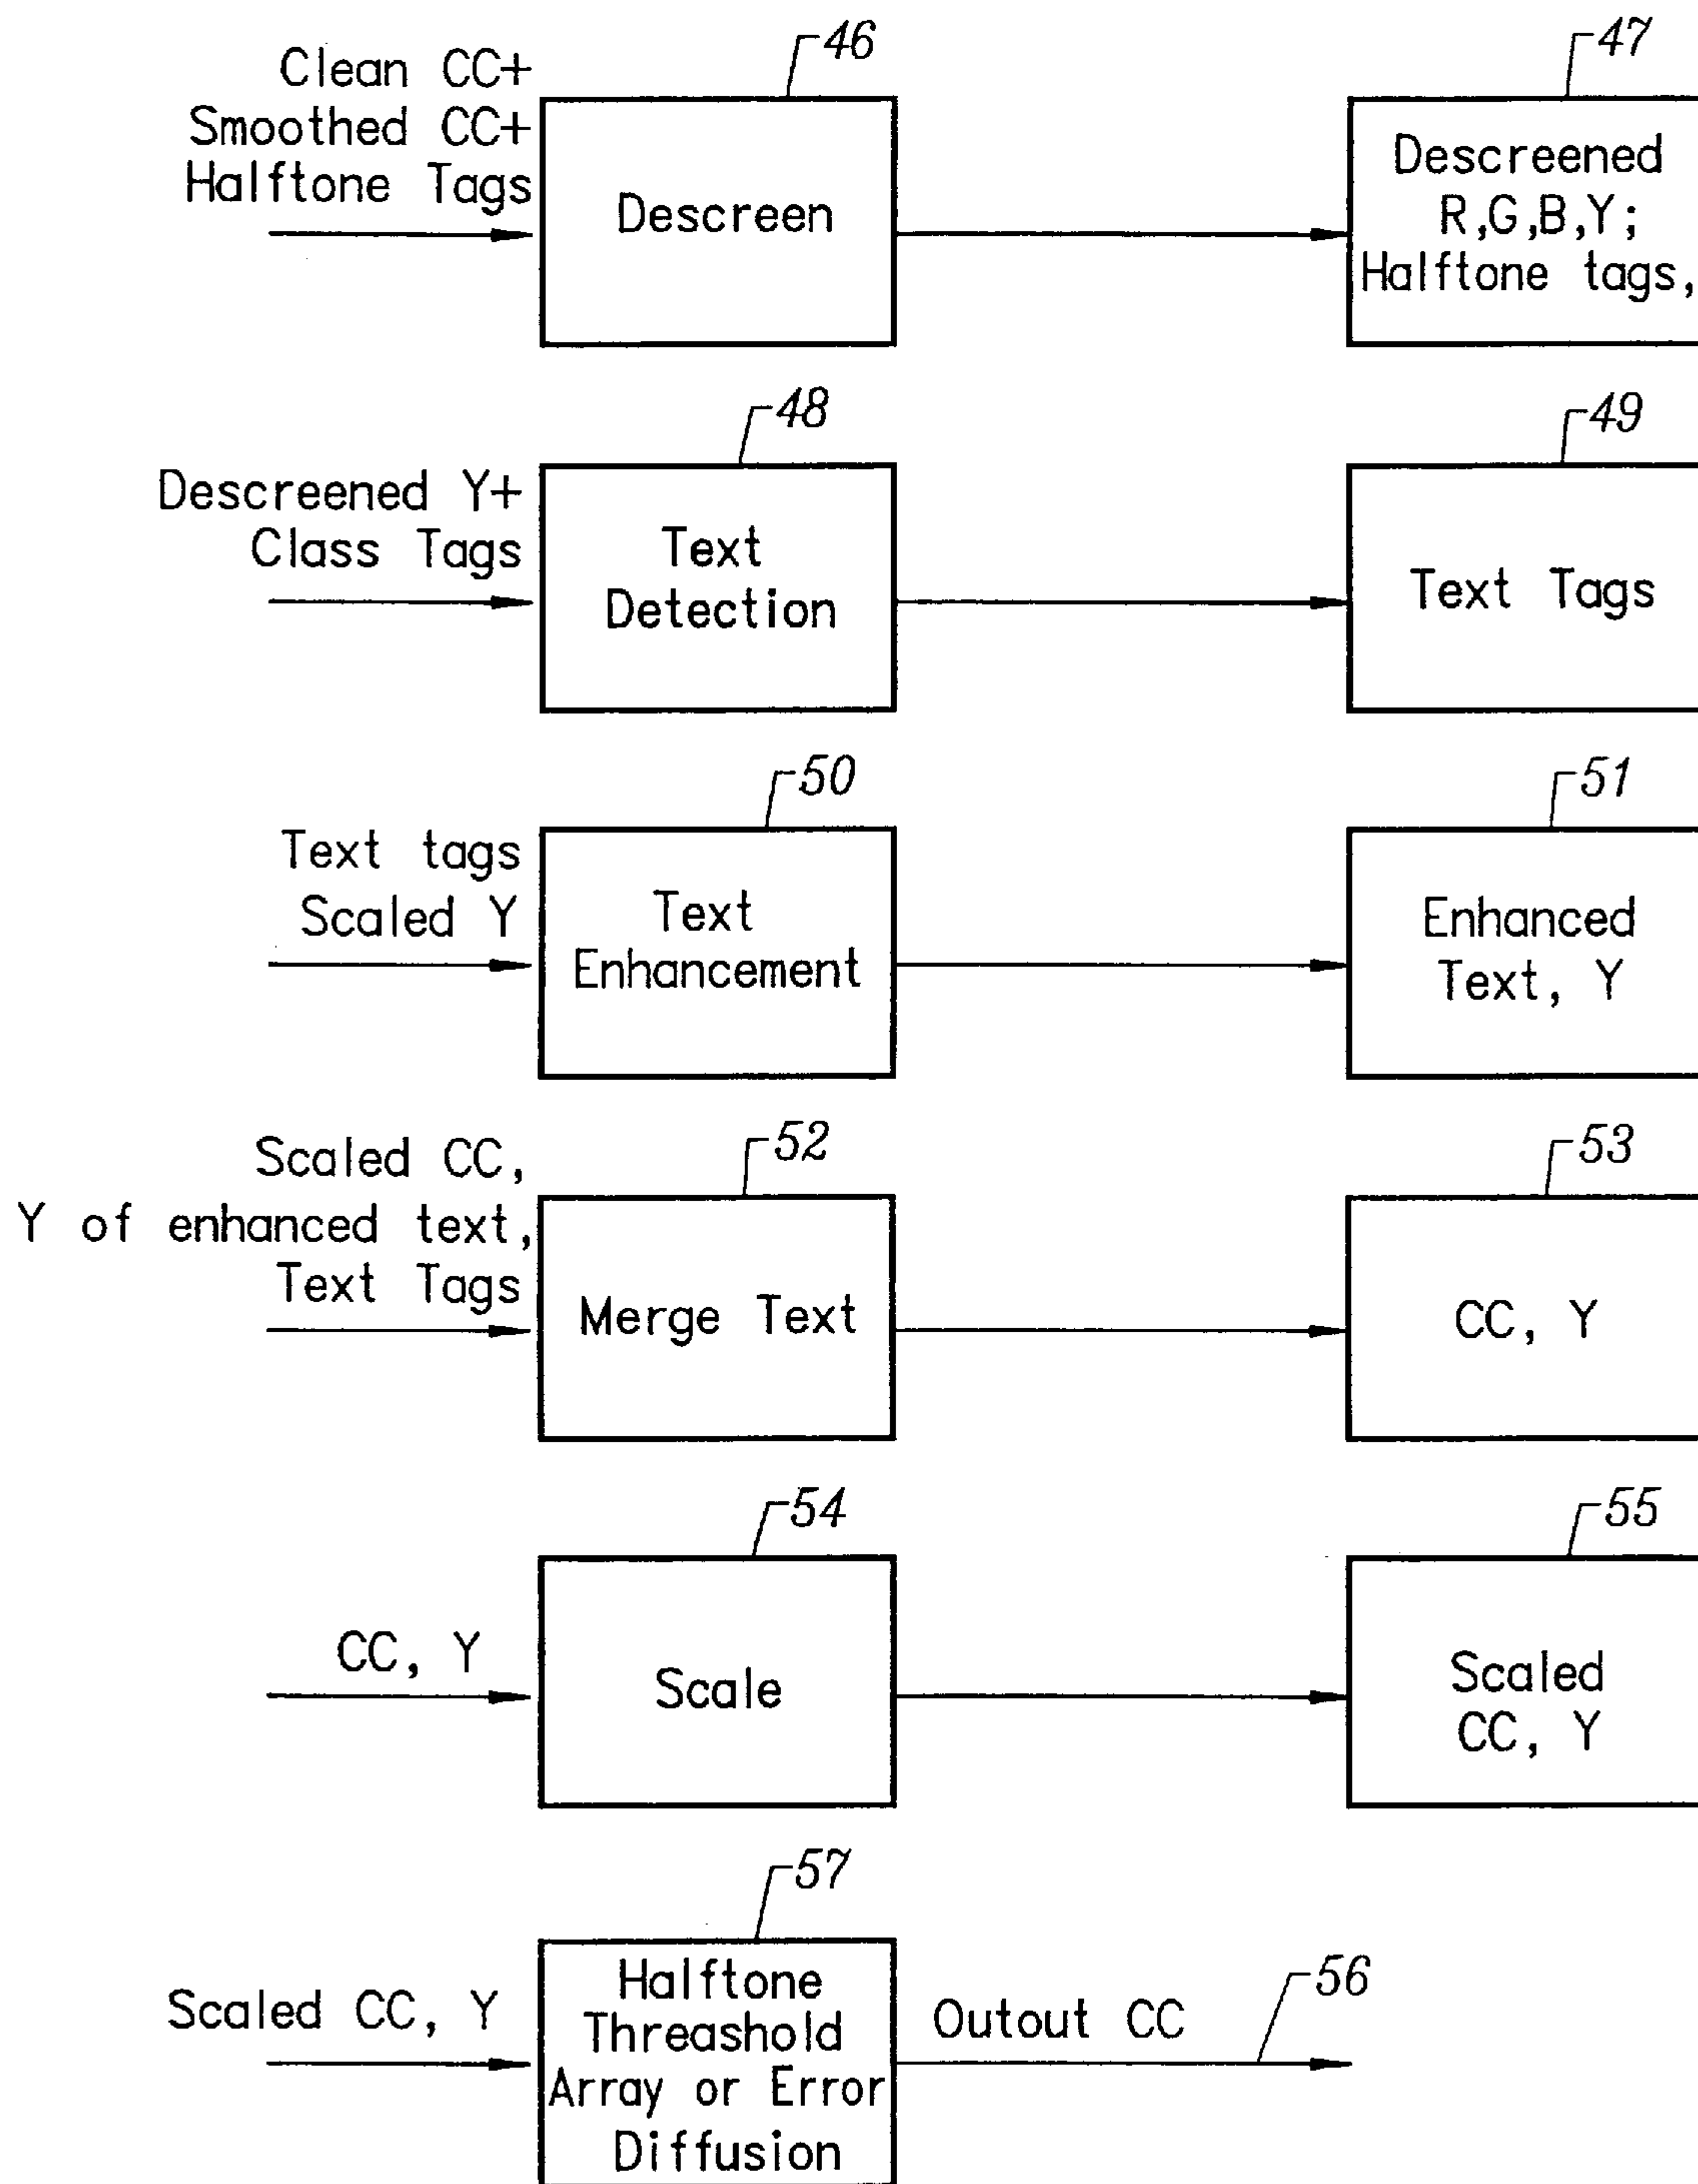 46
47
Clean CC+
Smoothed CC+
Halftone Tags
Descreen
Descreened
R,G,B,Y;
Halftone tags,
48
49
Descreened Y+
Class Tags
Text
Detection
Text Tags
50
51
Text tags
Scaled Y
Text
Enhancement
Enhanced
Text, Y
52
53
Scaled CC,
Y of enhanced text,
Text Tags
Merge Text
CC, Y
54
55
CC, Y
Scale
Scaled
CC, Y
57
56
Scaled CC, Y
Halftone
Threashold
Array or Error
Diffusion
Outout CC